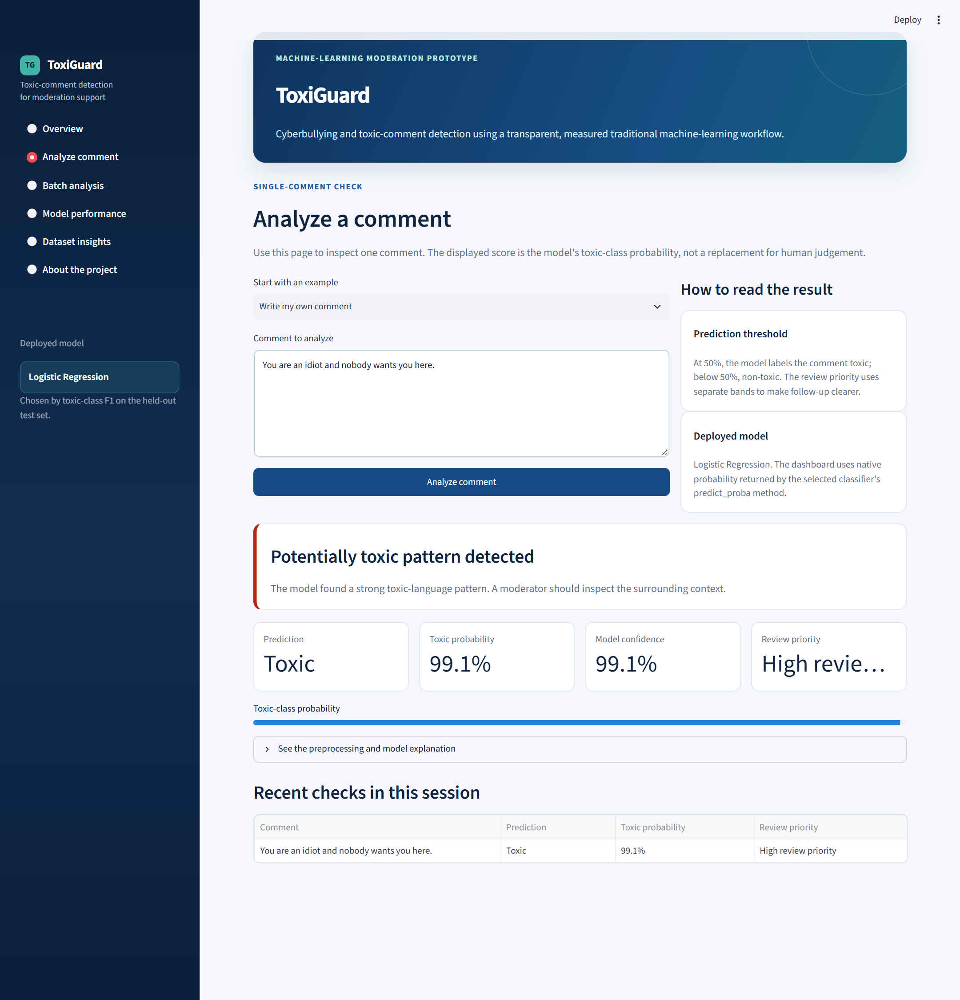 Deploy
TG
ToxiGuard
Toxic-comment detection
for moderation support
Overview
Analyze comment
Batch analysis
Model performance
Dataset insights
About the project
Deployed model
Logistic Regression
Chosen by toxic-class F1 on the held-out
test set.
MACHINE-LEARNING MODERATION PROTOTYPE
ToxiGuard
Cyberbullying and toxic-comment detection using a transparent, measured traditional machine-learning workflow.
SINGLE-COMMENT CHECK
Analyze a comment
Use this page to inspect one comment. The displayed score is the model's toxic-class probability, not a replacement for human judgement.
Start with an example
Write my own comment
Comment to analyze
You are an idiot and nobody wants you here.
Analyze comment
How to read the result
Prediction threshold
At 50%, the model labels the comment toxic;
below 50%, non-toxic. The review priority uses
separate bands to make follow-up clearer.
Deployed model
Logistic Regression. The dashboard uses native
probability returned by the selected classifier's
predict_proba method.
Potentially toxic pattern detected
The model found a strong toxic-language pattern. A moderator should inspect the surrounding context.
Prediction
Toxic
Toxic probability
99.1%
Model confidence
99.1%
Review priority
High revie...
Toxic-class probability
See the preprocessing and model explanation
Recent checks in this session
Comment Prediction Toxic probability Review priority
You are an idiot and nobody wants you here. Toxic 99.1% High review priority